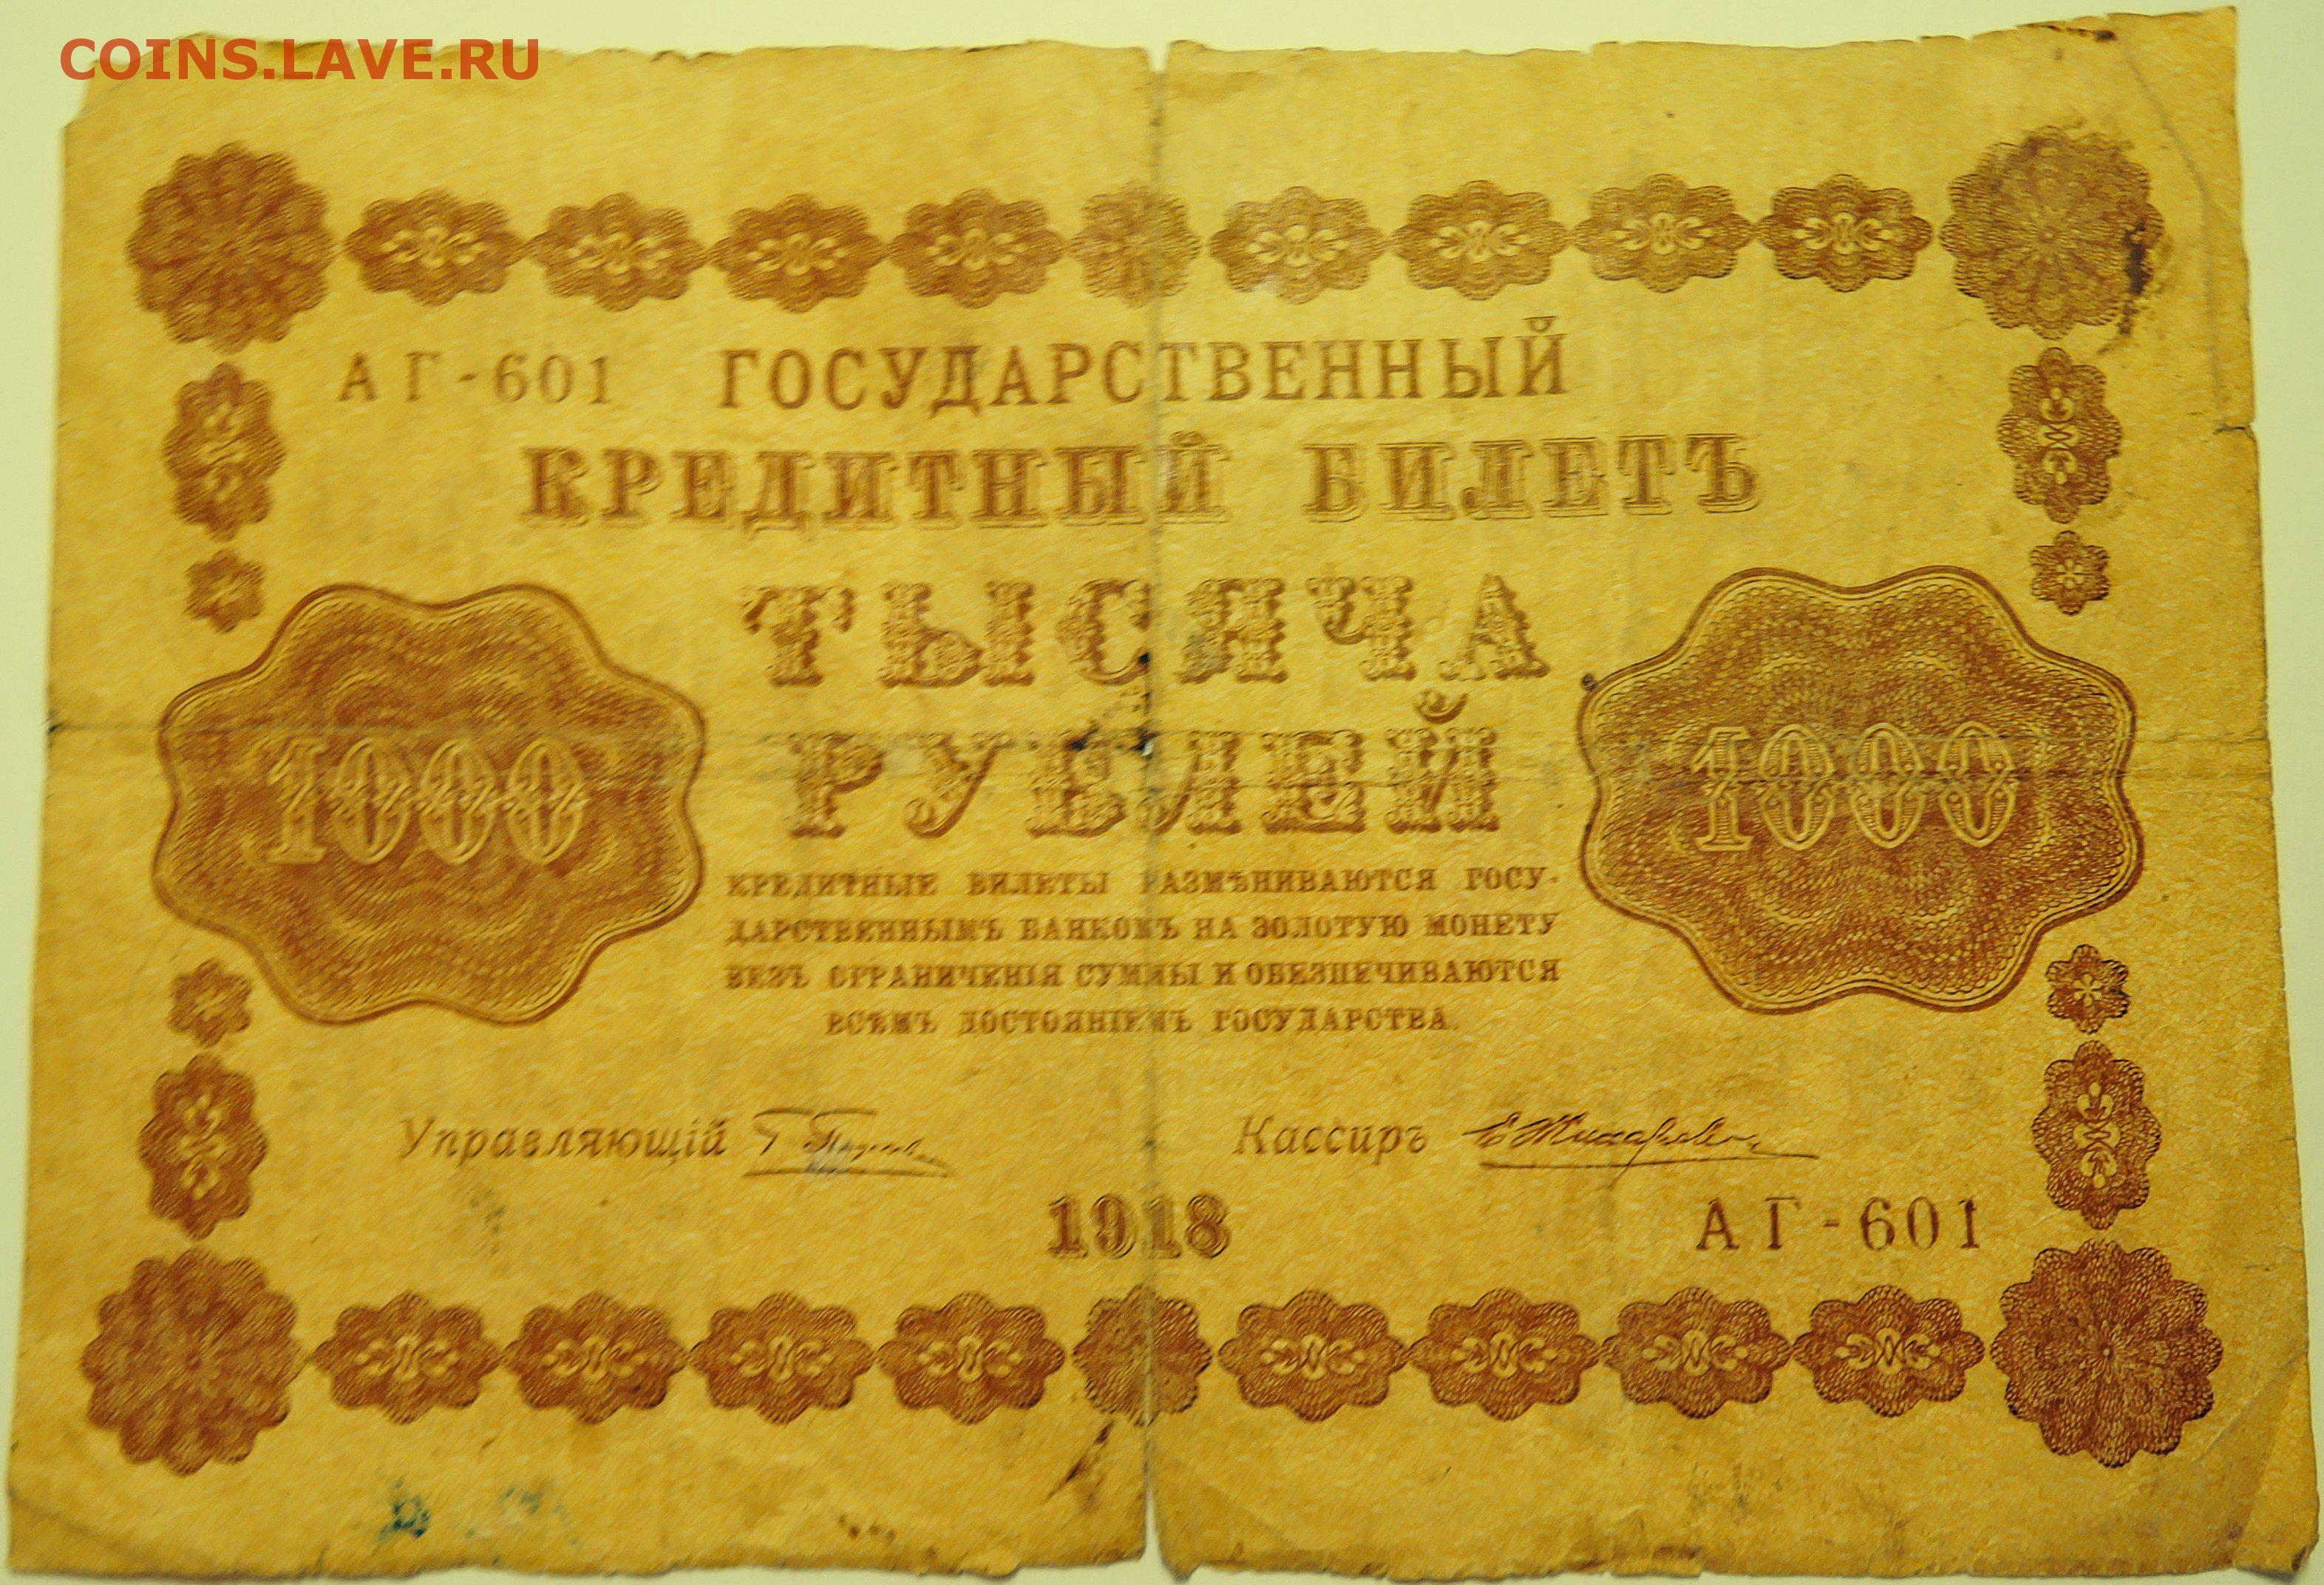 COINS.LAVE.RU
АГ-601 ГОСУДАРСТВЕННЫЙ
КРЕДИТНЫЙ БИЛЕТЪ
ТЫСЯЧА
РУБЛЕЙ
1000
1000
КРЕДИТНЫЕ БИЛЕТЫ РАЗМѢНИВАЮТСЯ ГОСУ-
ДАРСТВЕННЫМЪ БАНКОМЪ НА ЗОЛОТУЮ МОНЕТУ
БЕЗЪ ОГРАНИЧЕНІЯ СУММЫ И ОБЕЗПЕЧИВАЮТСЯ
ВСѢМЪ ДОСТОЯНІЕМЪ ГОСУДАРСТВА.
Управляющій
Кассиръ
1918
АГ-601